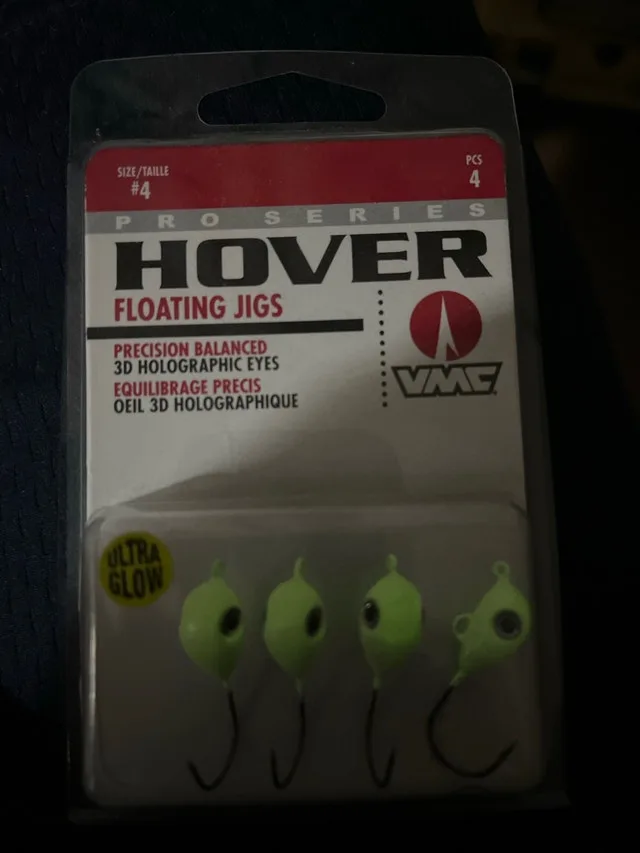 SIZE/TAILLE
#4
PCS
4
PRO SERIES
HOVER
FLOATING JIGS
PRECISION BALANCED
3D HOLOGRAPHIC EYES
EQUILIBRAGE PRECIS
OEIL 3D HOLOGRAPHIQUE
VMC
ULTRA
GLOW